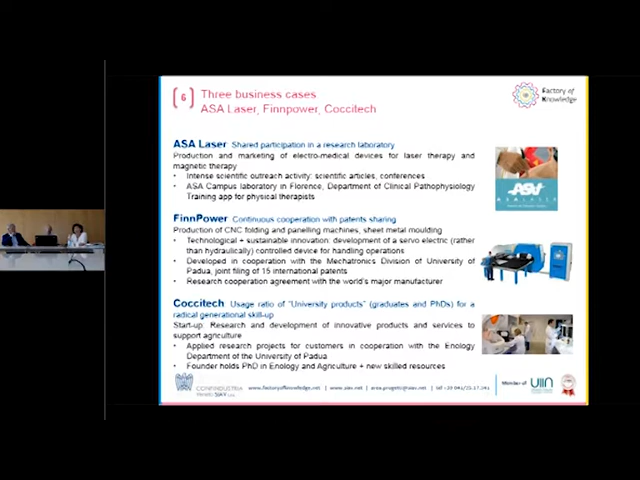 6
Three business cases
ASA Laser, Finnpower, Coccitech
Factory of
Knowledge
ASA Laser Shared participation in a research laboratory
Production and marketing of electro-medical devices for laser therapy and
magnetic therapy
• Intense scientific outreach activity: scientific articles, conferences
• ASA Campus laboratory in Florence, Department of Clinical Pathophysiology
Training app for physical therapists
ASA
FinnPower Continuous cooperation with patents sharing
Production of CNC folding and panelling machines, sheet metal moulding
• Technological + sustainable innovation: development of a servo electric (rather
than hydraulically) controlled device for handling operations
• Developed in cooperation with the Mechatronics Division of University of
Padua, joint filing of 15 international patents
• Research cooperation agreement with the world's major manufacturer
Coccitech Usage ratio of "University products" (graduates and PhDs) for a
radical generational skill-up
Start-up: Research and development of innovative products and services to
support agriculture
• Applied research projects for customers in cooperation with the Enology
Department of the University of Padua
• Founder holds PhD in Enology and Agriculture + new skilled resources
CONFINDUSTRIA
Veneto SIAV
www.factoryofknowledge.net | www.siav.net |
Member of UIIN